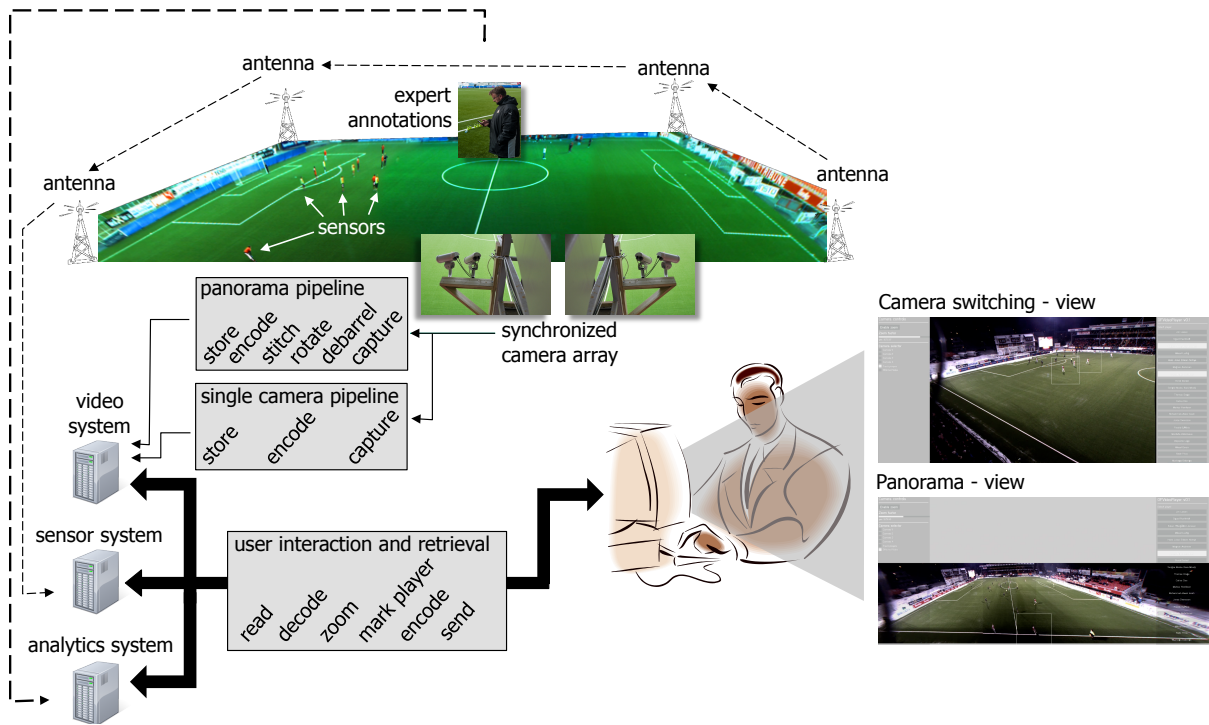 antenna
antenna
expert
annotations
antenna
antenna
sensors
panorama pipeline
store
encode
stitch
rotate
debarrel
capture
synchronized
camera array
single camera pipeline
store
encode
capture
video
system
sensor system
analytics system
user interaction and retrieval
read
decode
zoom
mark player
encode
send
Camera switching - view
Panorama - view